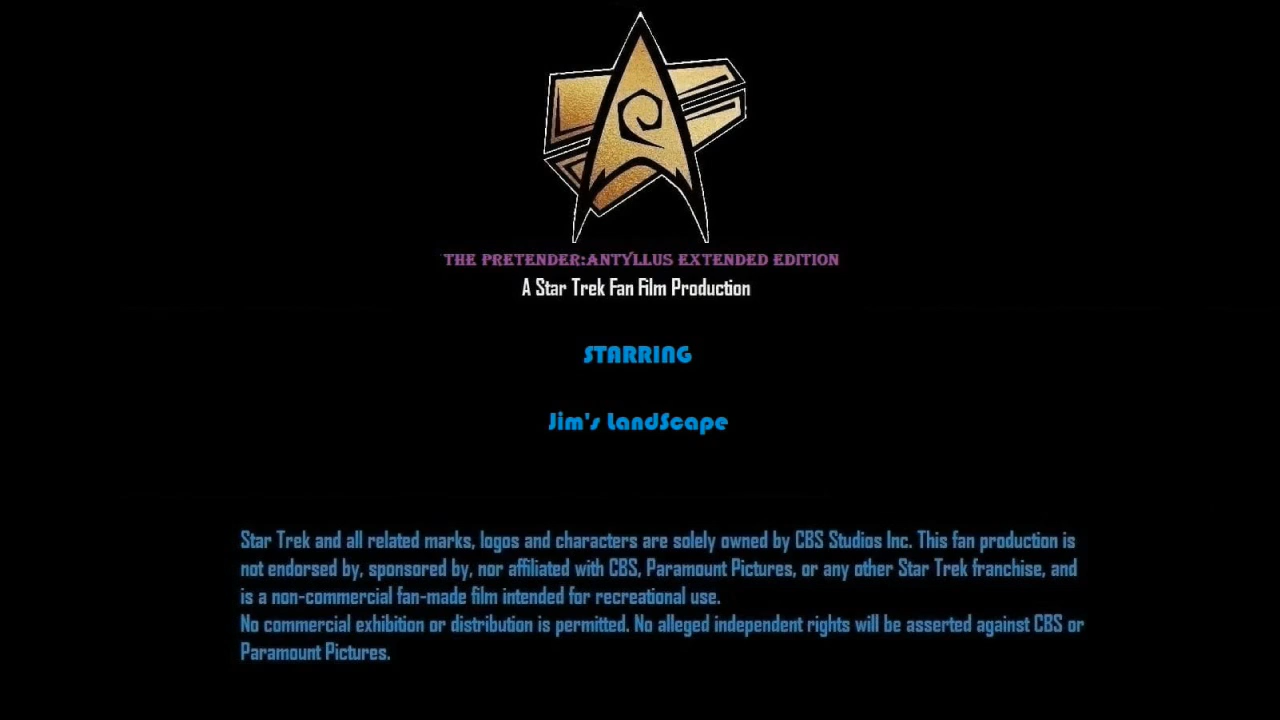 THE PRETENDER:ANTYLLUS EXTENDED EDITION
A Star Trek Fan Film Production
STARRING
Jim's LandScape
Star Trek and all related marks, logos and characters are solely owned by CBS Studios Inc. This fan production is
not endorsed by, sponsored by, nor affiliated with CBS, Paramount Pictures, or any other Star Trek franchise, and
is a non-commercial fan-made film intended for recreational use.
No commercial exhibition or distribution is permitted. No alleged independent rights will be asserted against CBS or
Paramount Pictures.